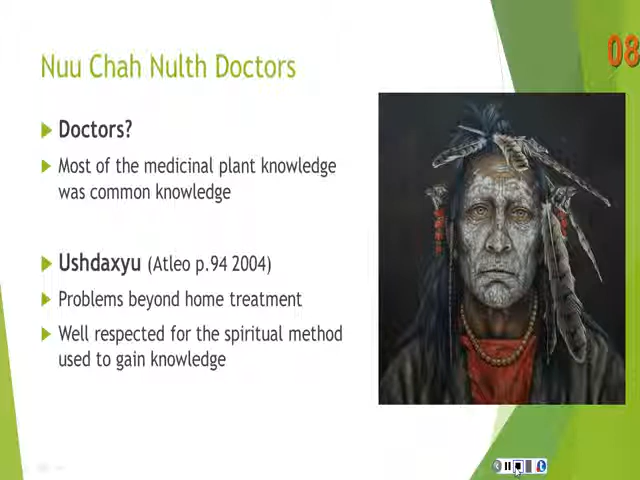 Nuu Chah Nulth Doctors
08
Doctors?
Most of the medicinal plant knowledge
was common knowledge
Ushdaxyu (Atleo p.94 2004)
Problems beyond home treatment
Well respected for the spiritual method
used to gain knowledge